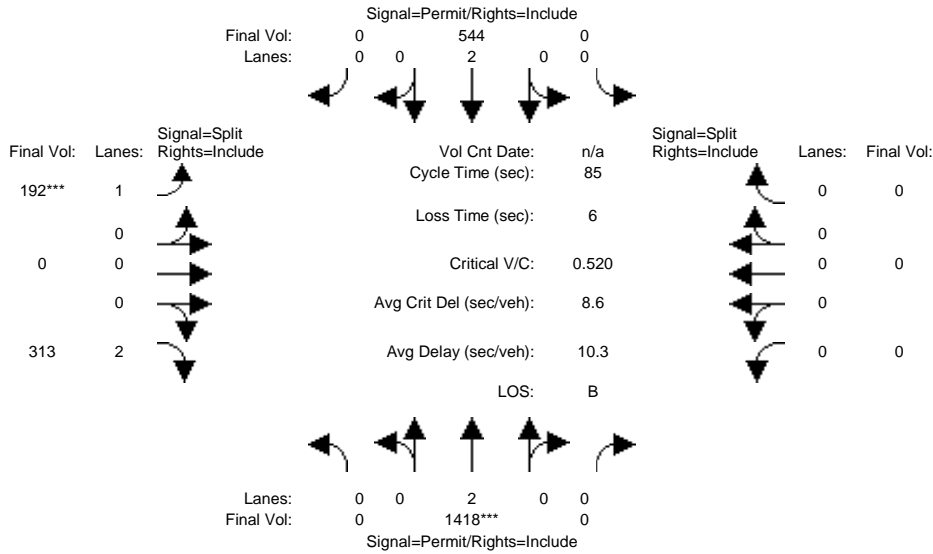 Signal=Permit/Rights=Include
Final Vol: 0 544 0
Lanes: 0 0 2 0 0
Signal=Split Signal=Split
Final Vol: Lanes: Rights=Include Vol Cnt Date: n/a Rights=Include Lanes: Final Vol:
192*** 1 Cycle Time (sec): 85 0 0
Loss Time (sec): 6
0 0
0 0 Critical V/C: 0.520 0 0
0 Avg Crit Del (sec/veh): 8.6 0
313 2 Avg Delay (sec/veh): 10.3 0 0
LOS: B
Lanes: 0 0 2 0 0
Final Vol: 0 1418*** 0
Signal=Permit/Rights=Include